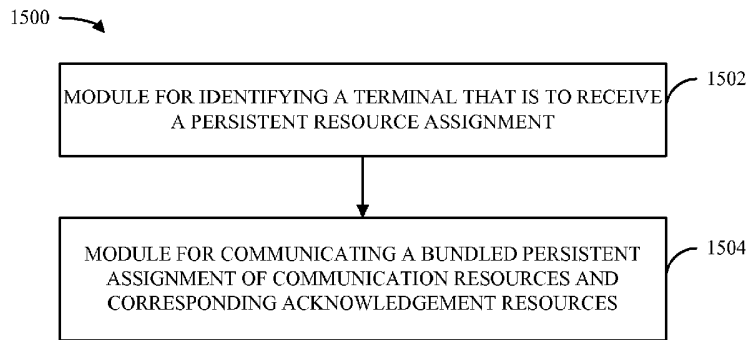 1500
MODULE FOR IDENTIFYING A TERMINAL THAT IS TO RECEIVE
A PERSISTENT RESOURCE ASSIGNMENT
1502
MODULE FOR COMMUNICATING A BUNDLED PERSISTENT
ASSIGNMENT OF COMMUNICATION RESOURCES AND
CORRESPONDING ACKNOWLEDGEMENT RESOURCES
1504